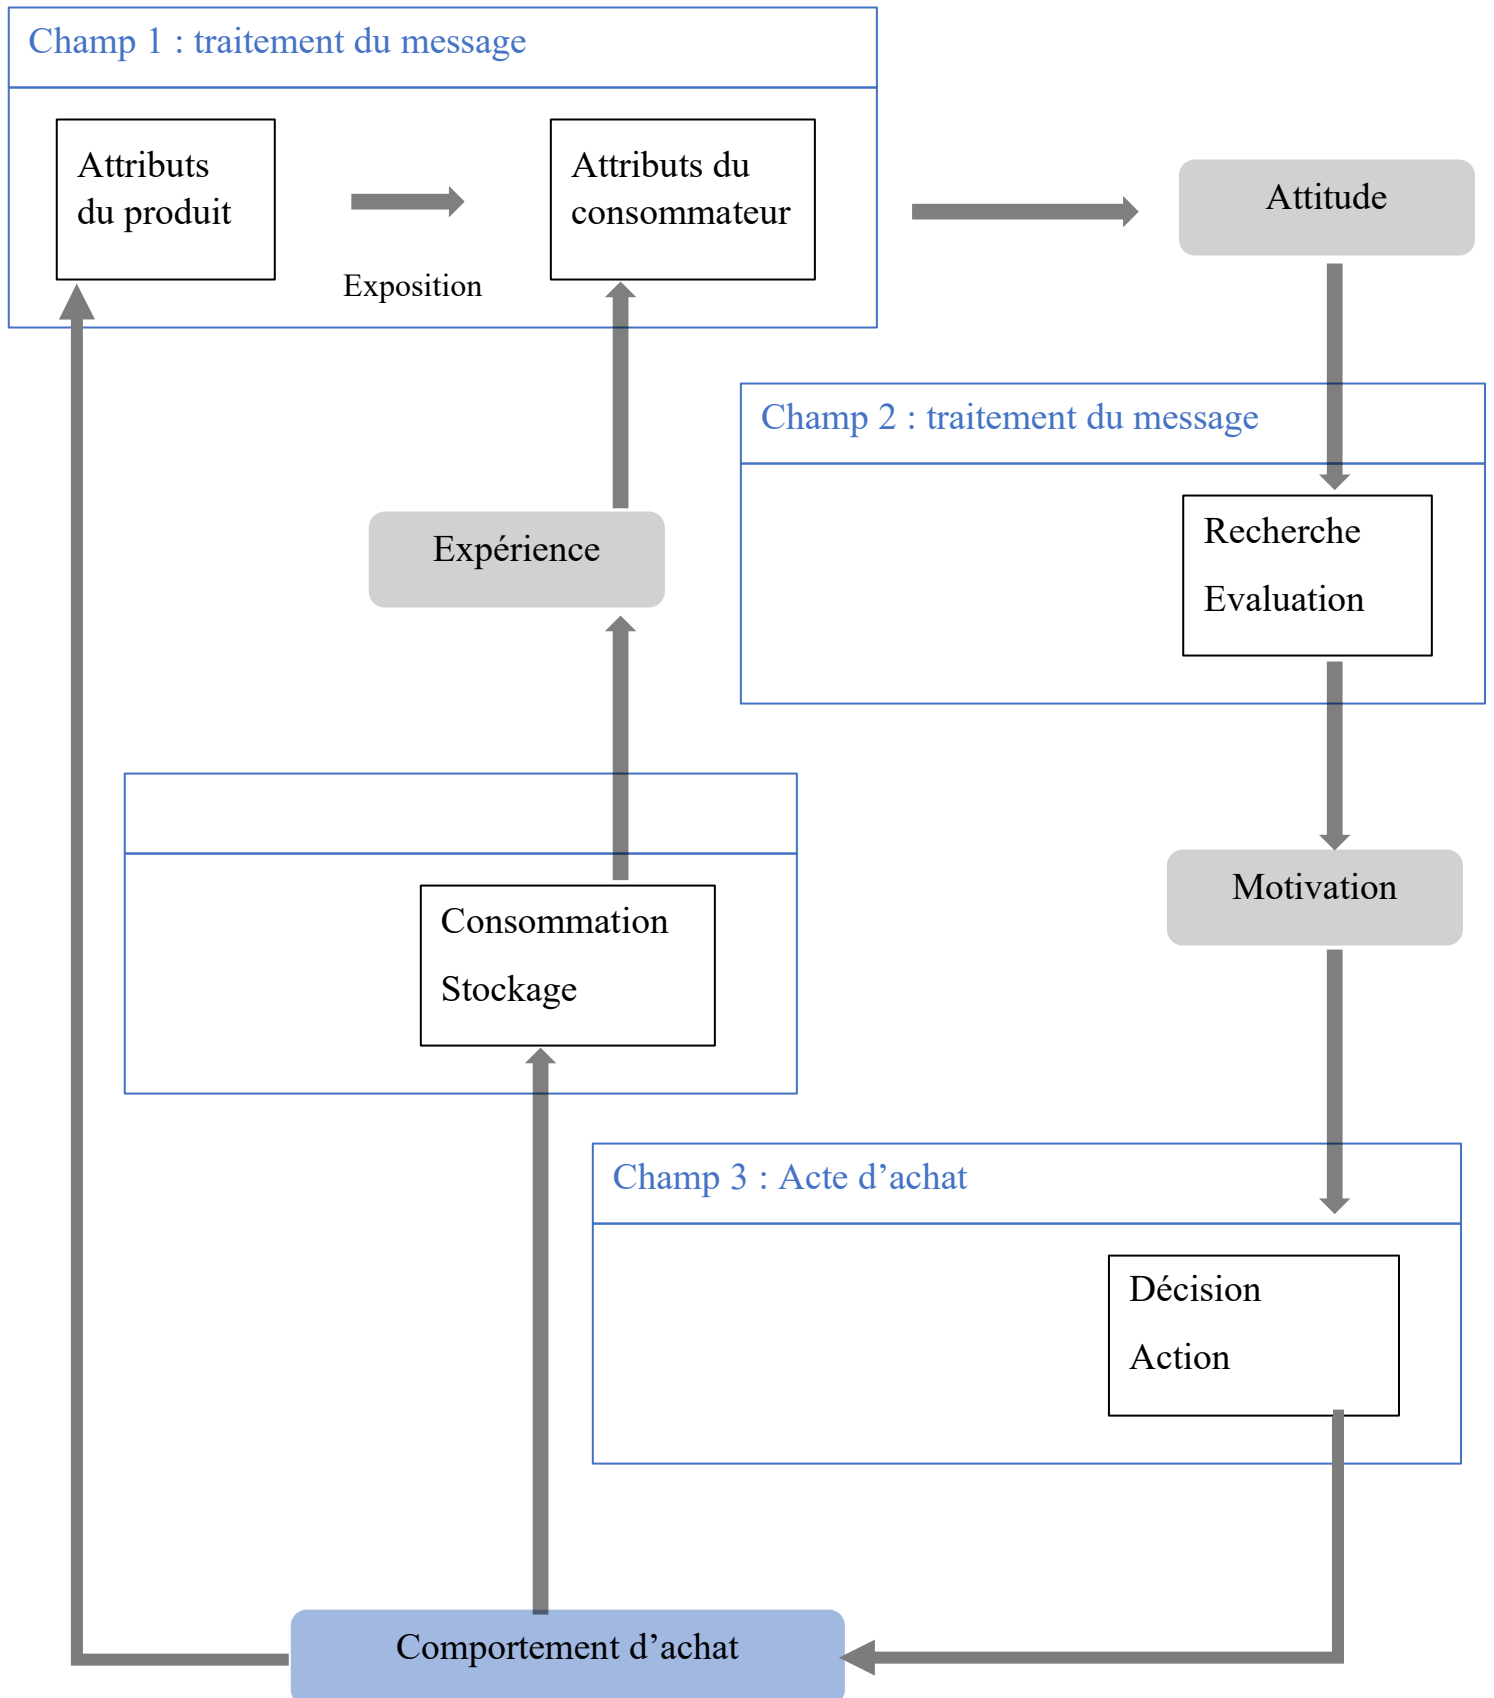 Champ 1 : traitement du message
Attributs
du produit
Exposition
Attributs du
consommateur
Attitude
Champ 2 : traitement du message
Recherche
Evaluation
Expérience
Motivation
Consommation
Stockage
Champ 3 : Acte d’achat
Décision
Action
Comportement d’achat